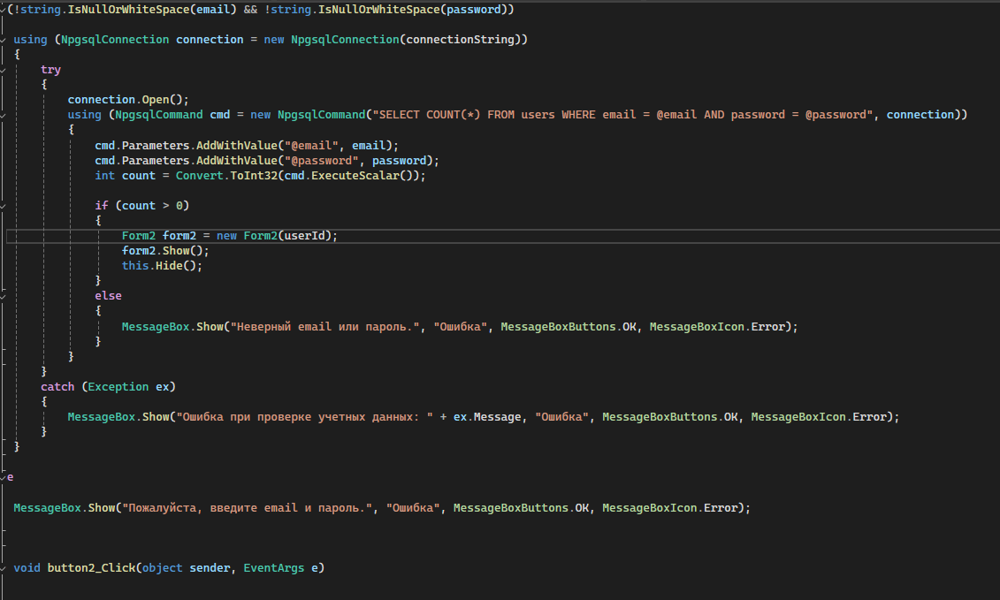 (!string.IsNullOrWhiteSpace(email) && !string.IsNullOrWhiteSpace(password))
using (NpgsqlConnection connection = new NpgsqlConnection(connectionString))
{
try
{
connection.Open();
using (NpgsqlCommand cmd = new NpgsqlCommand("SELECT COUNT(*) FROM users WHERE email = @email AND password = @password", connection))
{
cmd.Parameters.AddWithValue("@email", email);
cmd.Parameters.AddWithValue("@password", password);
int count = Convert.ToInt32(cmd.ExecuteScalar());
if (count > 0)
{
Form2 form2 = new Form2(userId);
form2.Show();
this.Hide();
}
else
{
MessageBox.Show("Неверный email или пароль.", "Ошибка", MessageBoxButtons.OK, MessageBoxIcon.Error);
}
}
}
catch (Exception ex)
{
MessageBox.Show("Ошибка при проверке учетных данных: " + ex.Message, "Ошибка", MessageBoxButtons.OK, MessageBoxIcon.Error);
}
}
e
MessageBox.Show("Пожалуйста, введите email и пароль.", "Ошибка", MessageBoxButtons.OK, MessageBoxIcon.Error);
void button2_Click(object sender, EventArgs e)